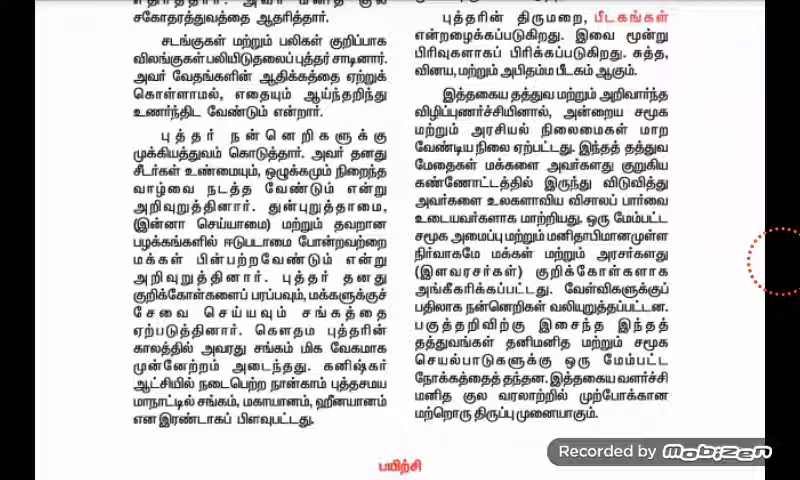 சகோதரத்துவத்தை ஆதரித்தார்.
சடங்குகள் மற்றும் பலிகள் குறிப்பாக
விலங்குகள் பலியிடுதலைப் புத்தர் சாடினார்.
அவர் வேதங்களின் ஆதிக்கத்தை ஏற்றுக்
கொள்ளாமல், எதையும் ஆய்ந்தறிந்து
உணர்ந்திட வேண்டும் என்றார்.
புத்தர் நன்னெறிகளுக்கு
முக்கியத்துவம் கொடுத்தார். அவர் தனது
சீடர்கள் உண்மையும், ஒழுக்கமும் நிறைந்த
வாழ்வை நடத்த வேண்டும் என்று
அறிவுறுத்தினார். துன்புறுத்தாமை,
(இன்னா செய்யாமை) மற்றும் தவறான
பழக்கங்களில் ஈடுபடாமை போன்றவற்றை
மக்கள் பின்பற்றவேண்டும் என்று
அறிவுறுத்தினார். புத்தர் தனது
குறிக்கோள்களைப் பரப்பவும், மக்களுக்குச்
சேவை செய்யவும் சங்கத்தை
ஏற்படுத்தினார். கௌதம புத்தரின்
காலத்தில் அவரது சங்கம் மிக வேகமாக
முன்னேற்றம் அடைந்தது. கனிஷ்கர்
ஆட்சியில் நடைபெற்ற நான்காம் புத்தசமய
மாநாட்டில் சங்கம், மகாயானம், ஹீனயானம்
என இரண்டாகப் பிளவுபட்டது.
புத்தரின் திருமறை, பீடகங்கள்
என்றழைக்கப்படுகிறது. இவை மூன்று
பிரிவுகளாகப் பிரிக்கப்படுகிறது. சுத்த,
வினய, மற்றும் அபிதம்ம பீடகம் ஆகும்.
இத்தகைய தத்துவ மற்றும் அறிவார்ந்த
விழிப்புணர்ச்சியினால், அன்றைய சமூக
மற்றும் அரசியல் நிலைமைகள் மாற
வேண்டிய நிலை ஏற்பட்டது. இந்தத் தத்துவ
மேதைகள் மக்களை அவர்களது குறுகிய
கண்ணோட்டத்தில் இருந்து விடுவித்து
அவர்களை உலகளாவிய விசாலப் பார்வை
உடையவர்களாக மாற்றியது. ஒரு மேம்பட்ட
சமூக அமைப்பு மற்றும் மனிதாபிமானமுள்ள
நிர்வாகமே மக்கள் மற்றும் அரசர்களது
(இளவரசர்கள்) குறிக்கோள்களாக
அங்கீகரிக்கப்பட்டது. வேள்விகளுக்குப்
பதிலாக நன்னெறிகள் வலியுறுத்தப்பட்டன.
பகுத்தறிவிற்கு இசைந்த இந்தத்
தத்துவங்கள் தனிமனித மற்றும் சமூக
செயல்பாடுகளுக்கு ஒரு மேம்பட்ட
நோக்கத்தைத் தந்தன. இத்தகைய வளர்ச்சி
மனித குல வரலாற்றில் முற்போக்கான
மற்றொரு திருப்பு முனையாகும்.
Recorded by Mobizen
பயிற்சி